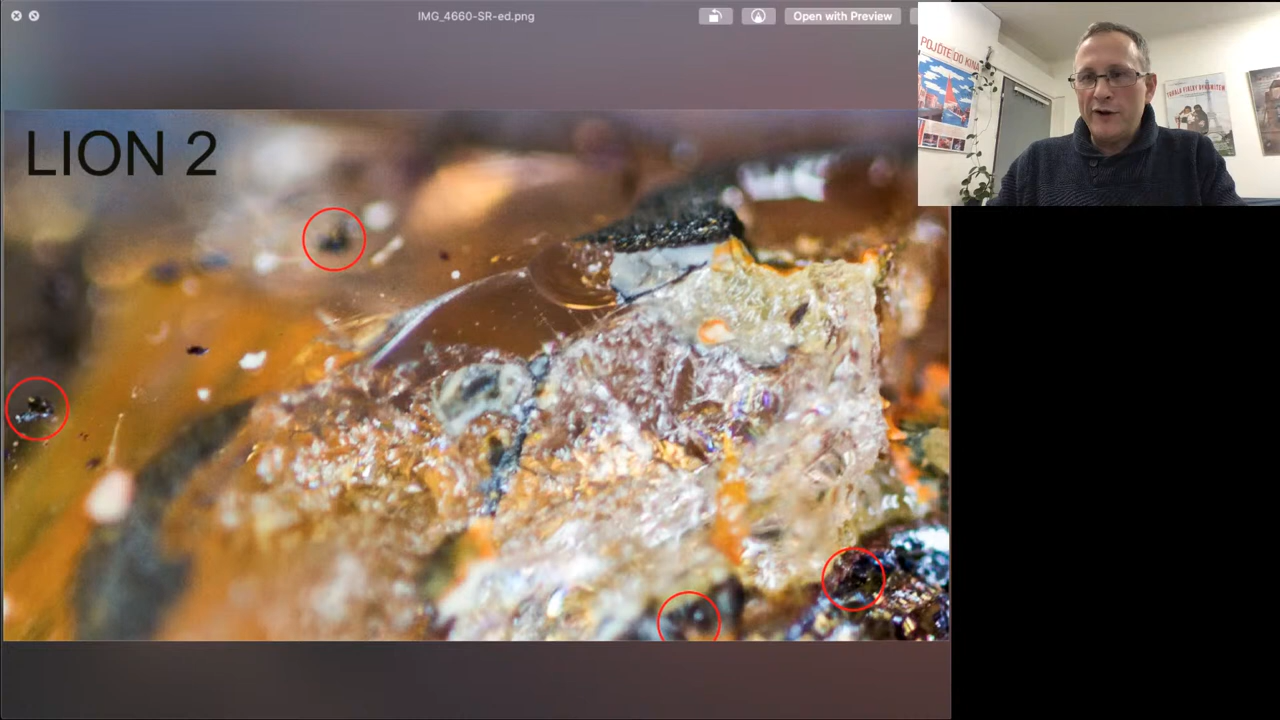 IMG_4660-SR-ed.png
Open with Preview
LION 2
POJĎTE DO KINA